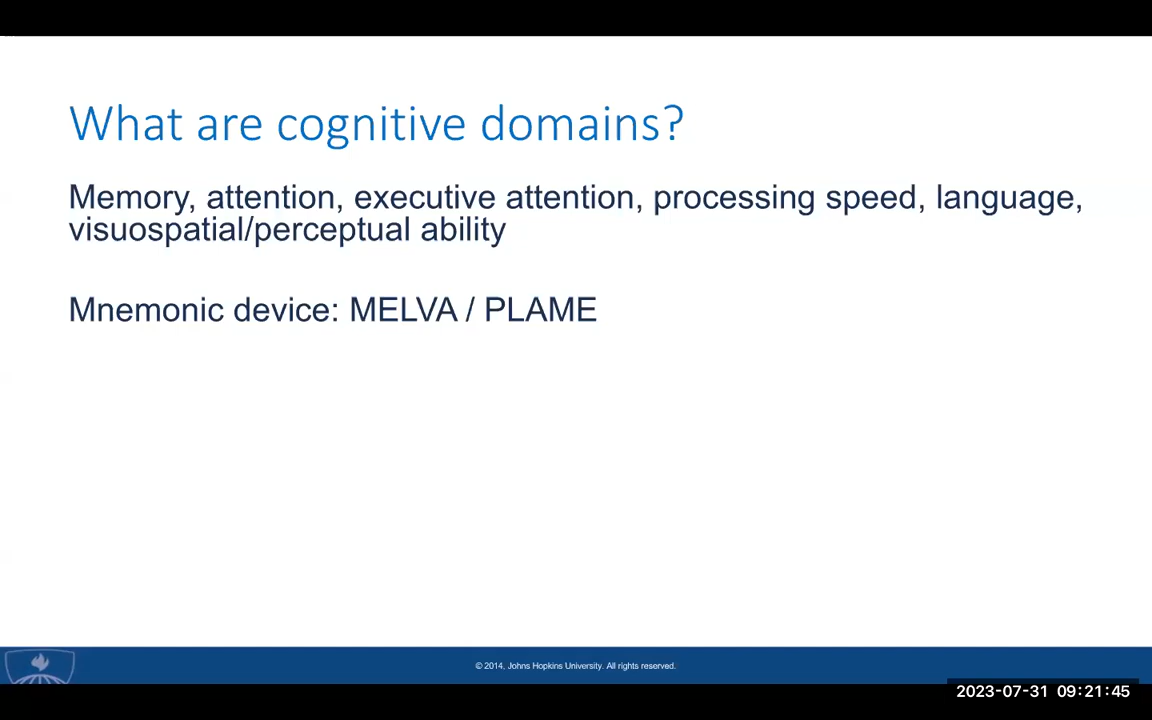 What are cognitive domains?
Memory, attention, executive attention, processing speed, language,
visuospatial/perceptual ability
Mnemonic device: MELVA / PLAME
© 2014, Johns Hopkins University. All rights reserved.
2023-07-31 09:21:45